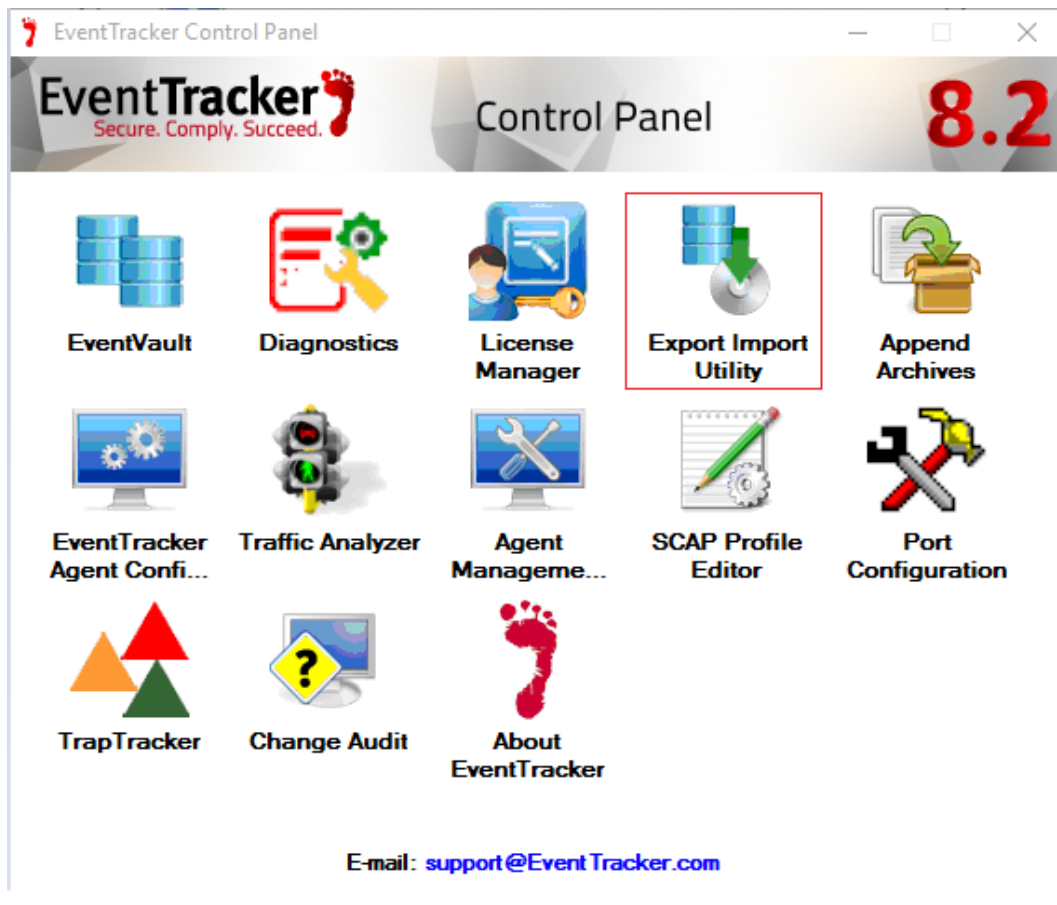 EventTracker Control Panel
EventTracker
Secure. Comply. Succeed.
Control Panel
8.2
EventVault
Diagnostics
License
Manager
Export Import
Utility
Append
Archives
EventTracker
Agent Confi...
Traffic Analyzer
Agent
Manageme...
SCAP Profile
Editor
Port
Configuration
TrapTracker
?
Change Audit
About
EventTracker
E-mail: support@EventTracker.com